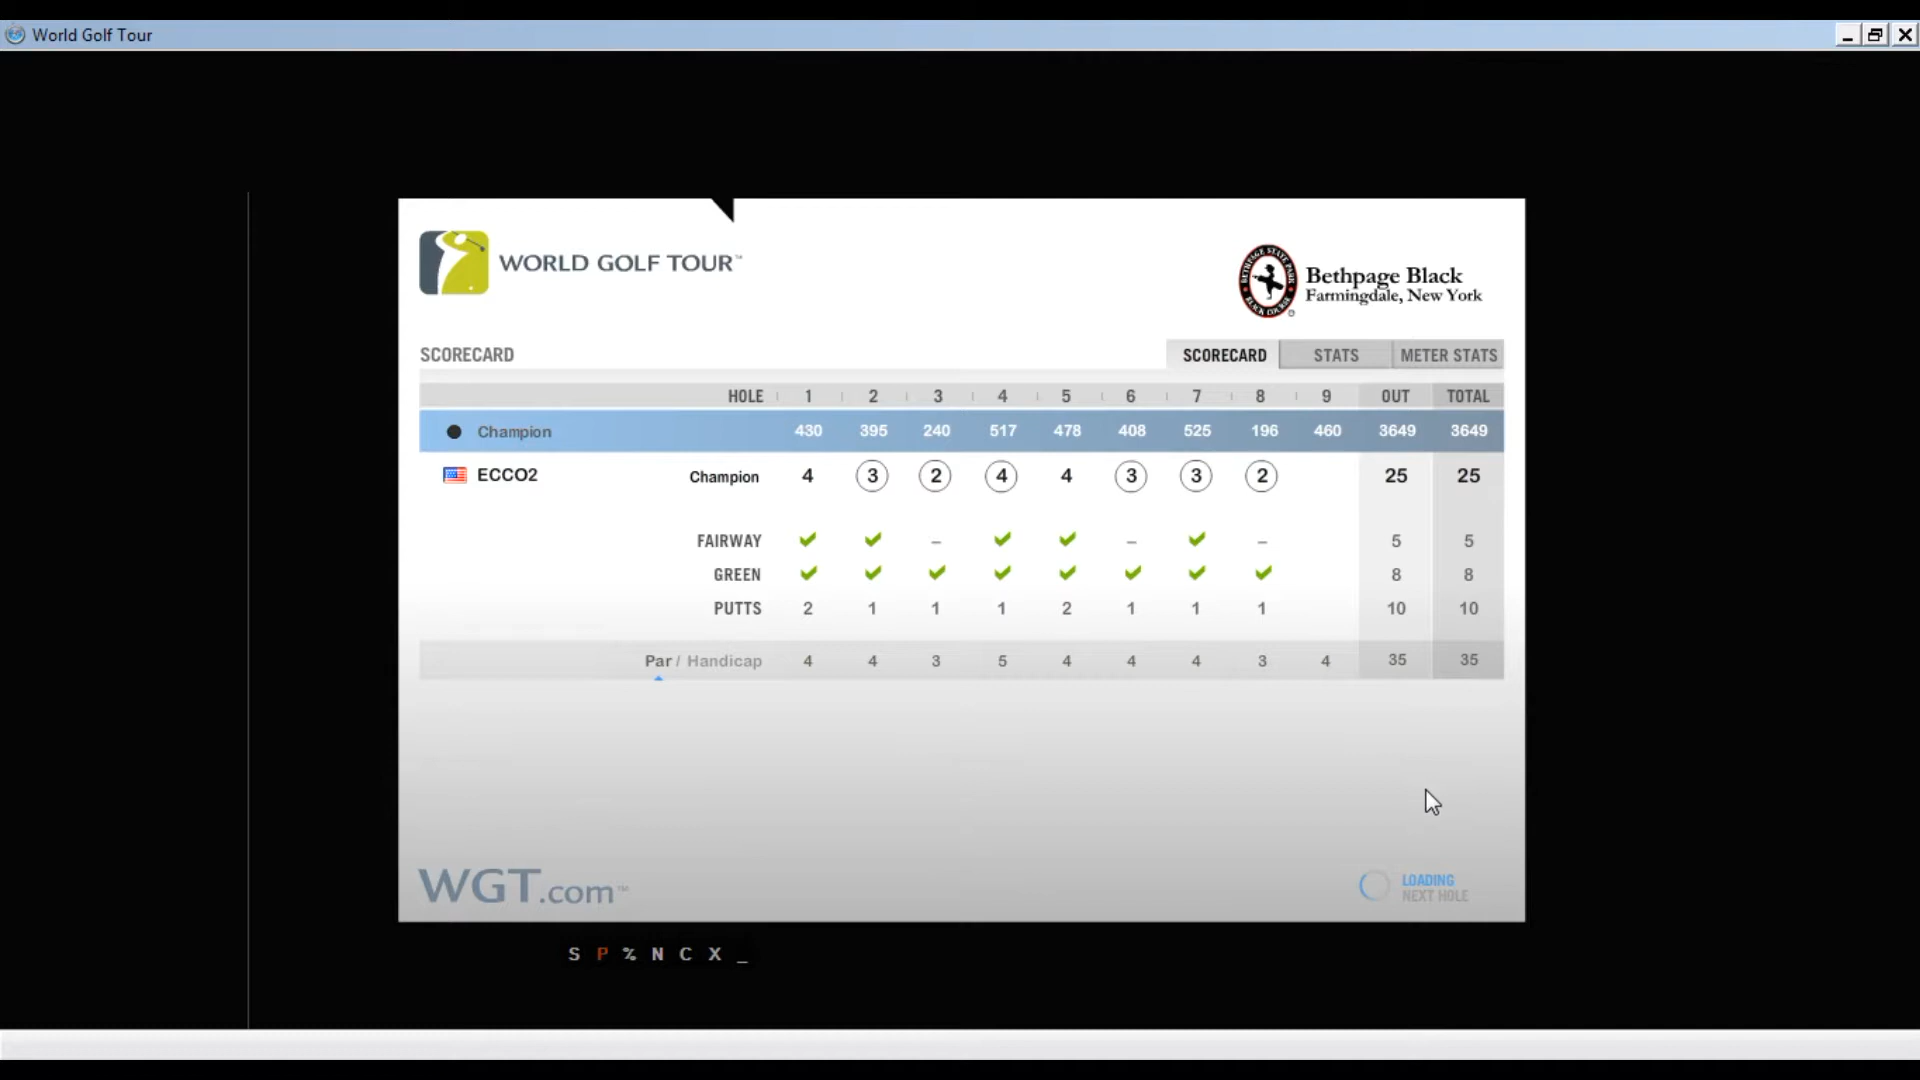 World Golf Tour
WORLD GOLF TOUR™
Bethpage Black
Farmingdale, New York
SCORECARD
SCORECARD STATS METER STATS
HOLE 1 2 3 4 5 6 7 8 9 OUT TOTAL
Champion 430 395 240 517 478 408 525 196 460 3649 3649
ECCO2 Champion 4 3 2 4 4 3 3 2 25 25
FAIRWAY – – – 5 5
GREEN 8 8
PUTTS 2 1 1 1 2 1 1 1 10 10
Par / Handicap 4 4 3 5 4 4 4 3 4 35 35
WGT.com™
LOADING
NEXT HOLE
S P % N C X _